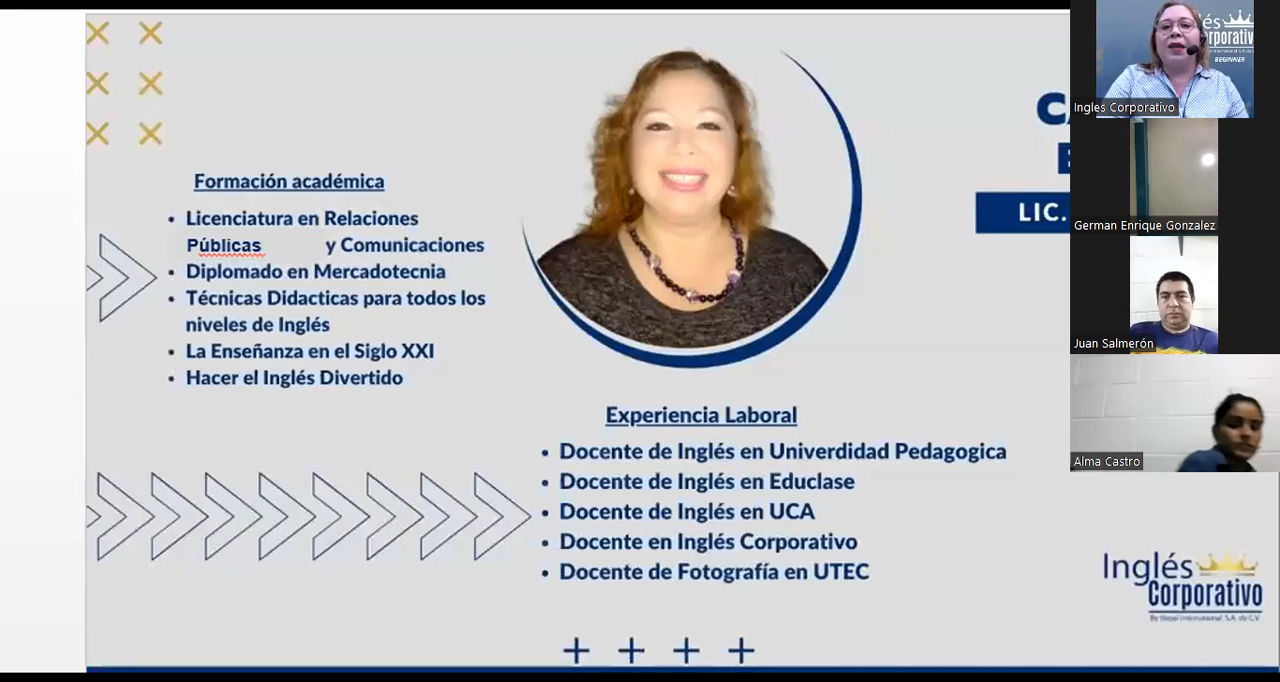 Formación académica
• Licenciatura en Relaciones
Públicas y Comunicaciones
• Diplomado en Mercadotecnia
• Técnicas Didacticas para todos los
niveles de Inglés
• La Enseñanza en el Siglo XXI
• Hacer el Inglés Divertido
LIC.
Experiencia Laboral
• Docente de Inglés en Univerdidad Pedagogica
• Docente de Inglés en Educlase
• Docente de Inglés en UCA
• Docente en Inglés Corporativo
• Docente de Fotografía en UTEC
Inglés
Corporativo
BEGINNER
Ingles Corporativo
German Enrique Gonzalez
Juan Salmerón
Alma Castro